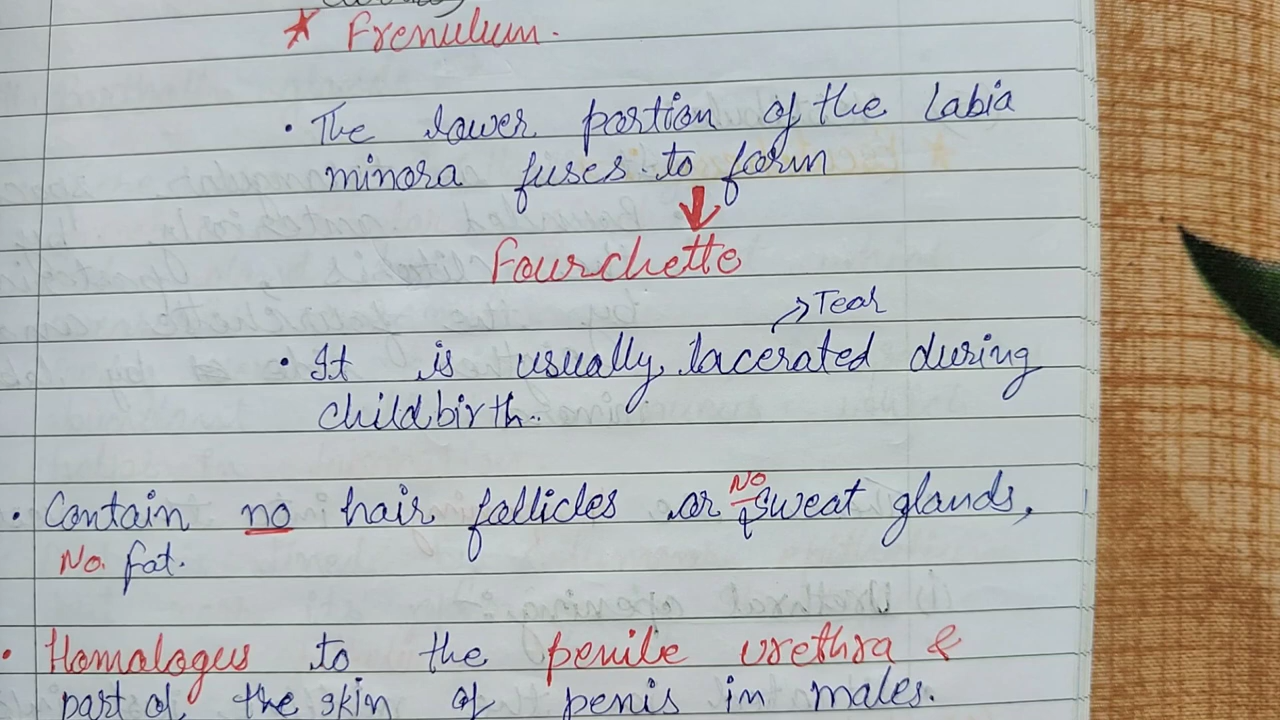 * Frenulum.
• The lower portion of the Labia
minora fuses to form
↓
Fourchette
→ Tear
• It is usually lacerated during
childbirth.
• Contain no hair follicles or No sweat glands,
No. fat.
• Homologus to the penile urethra &
part of the skin of penis in males.